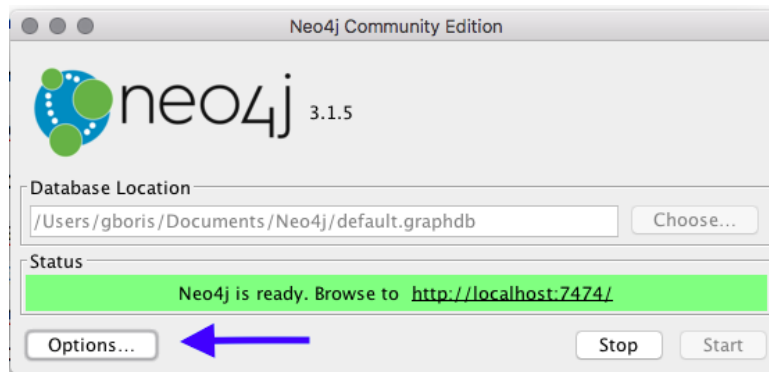 Neo4j Community Edition
neo4j 3.1.5
Database Location
/Users/gboris/Documents/Neo4j/default.graphdb Choose...
Status
Neo4j is ready. Browse to http://localhost:7474/
Options... Stop Start